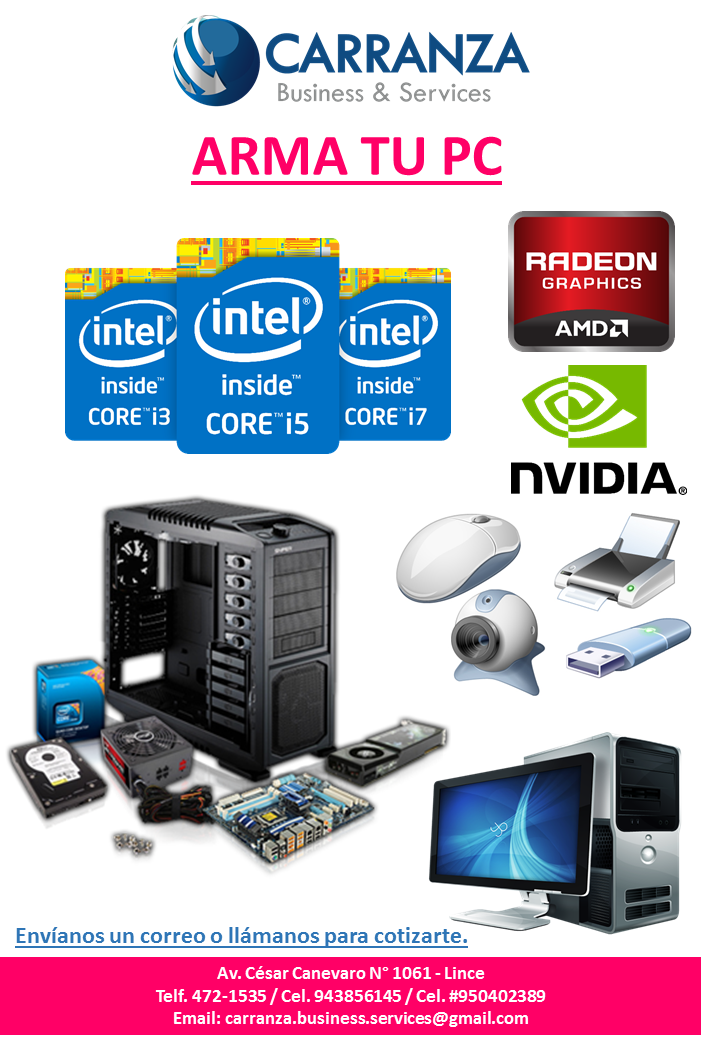 CARRANZA
Business & Services
ARMA TU PC
intel®
inside™
CORE™ i3
intel®
inside™
CORE™ i5
intel®
inside™
CORE™ i7
RADEON
GRAPHICS
AMD
NVIDIA®
Envíanos un correo o llámanos para cotizarte.
Av. César Canevaro N° 1061 - Lince
Telf. 472-1535 / Cel. 943856145 / Cel. #950402389
Email: carranza.business.services@gmail.com